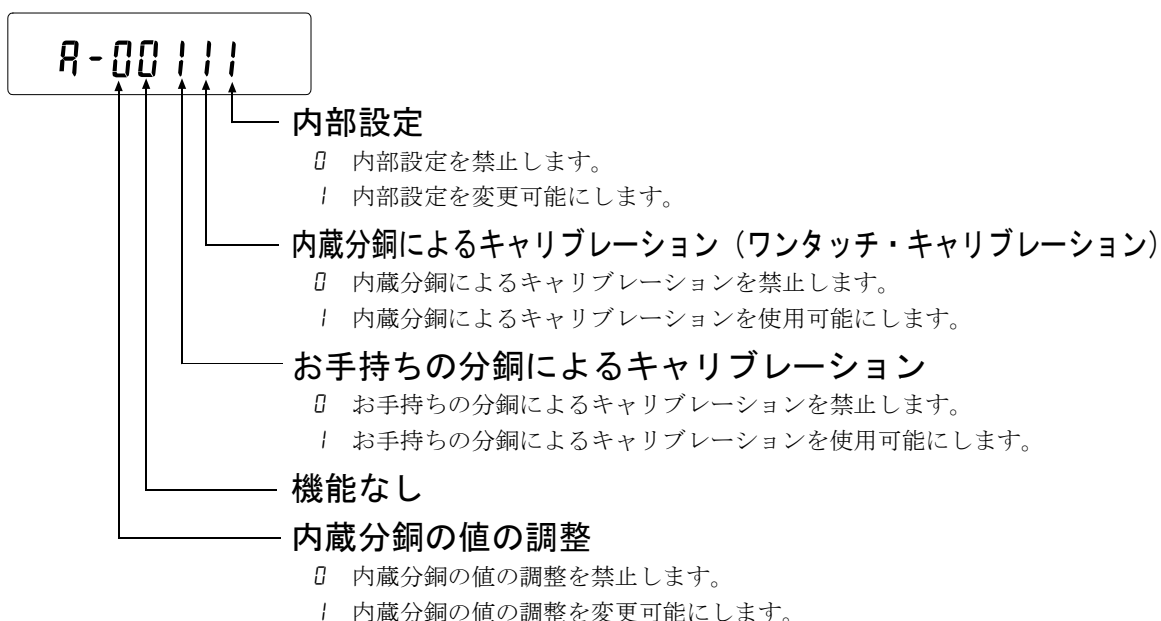 A-00111
内部設定
0 内部設定を禁止します。
1 内部設定を変更可能にします。
内蔵分銅によるキャリブレーション（ワンタッチ・キャリブレーション）
0 内蔵分銅によるキャリブレーションを禁止します。
1 内蔵分銅によるキャリブレーションを使用可能にします。
お手持ちの分銅によるキャリブレーション
0 お手持ちの分銅によるキャリブレーションを禁止します。
1 お手持ちの分銅によるキャリブレーションを使用可能にします。
機能なし
内蔵分銅の値の調整
0 内蔵分銅の値の調整を禁止します。
1 内蔵分銅の値の調整を変更可能にします。